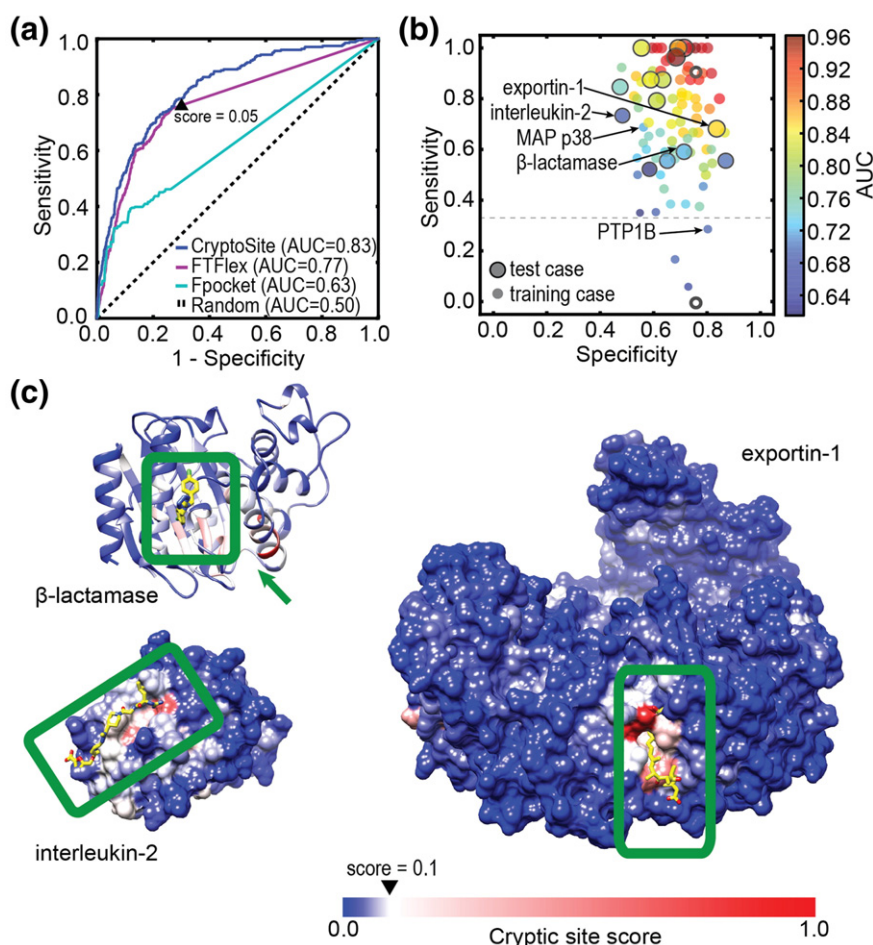 (a)
1.0
0.8
0.6
0.4
0.2
0.0
Sensitivity
score = 0.05
CryptoSite (AUC=0.83)
FTFlex (AUC=0.77)
Fpocket (AUC=0.63)
Random (AUC=0.50)
0.0 0.2 0.4 0.6 0.8 1.0
1 - Specificity
(b)
1.0
0.8
0.6
0.4
0.2
0.0
Sensitivity
exportin-1
interleukin-2
MAP p38
β-lactamase
PTP1B
test case
training case
0.0 0.2 0.4 0.6 0.8 1.0
Specificity
0.96
0.92
0.88
0.84
0.80
0.76
0.72
0.68
0.64
AUC
(c)
β-lactamase
interleukin-2
exportin-1
score = 0.1
0.0 1.0
Cryptic site score